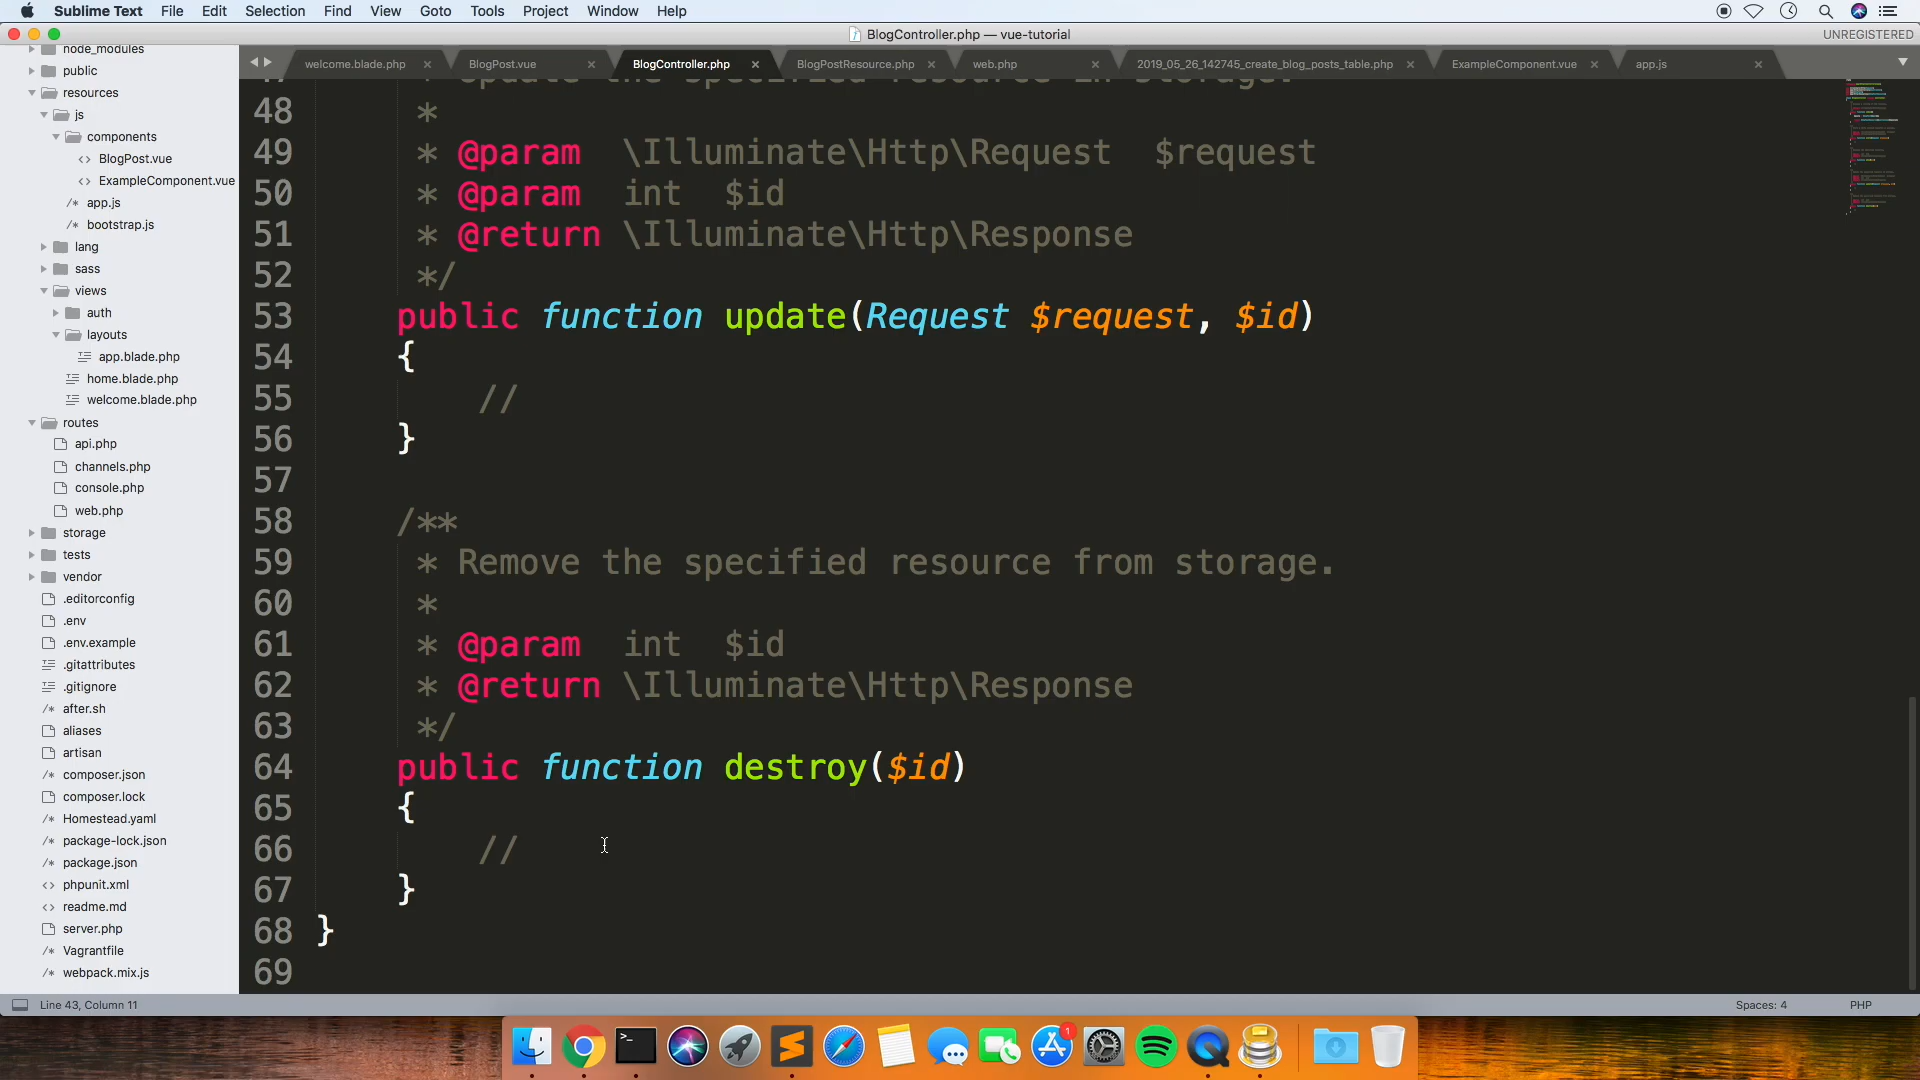 Sublime Text File Edit Selection Find View Goto Tools Project Window Help
BlogController.php — vue-tutorial
UNREGISTERED
node_modules
public
resources
js
components
BlogPost.vue
ExampleComponent.vue
app.js
bootstrap.js
lang
sass
views
auth
layouts
app.blade.php
home.blade.php
welcome.blade.php
routes
api.php
channels.php
console.php
web.php
storage
tests
vendor
.editorconfig
.env
.env.example
.gitattributes
.gitignore
after.sh
aliases
artisan
composer.json
composer.lock
Homestead.yaml
package-lock.json
package.json
phpunit.xml
readme.md
server.php
Vagrantfile
webpack.mix.js
welcome.blade.php BlogPost.vue BlogController.php BlogPostResource.php web.php 2019_05_26_142745_create_blog_posts_table.php ExampleComponent.vue app.js
* Update the specified resource in storage.
48 *
49 * @param \Illuminate\Http\Request $request
50 * @param int $id
51 * @return \Illuminate\Http\Response
52 */
53 public function update(Request $request, $id)
54 {
55 //
56 }
57
58 /**
59 * Remove the specified resource from storage.
60 *
61 * @param int $id
62 * @return \Illuminate\Http\Response
63 */
64 public function destroy($id)
65 {
66 //
67 }
68 }
69
Line 43, Column 11
Spaces: 4 PHP
1